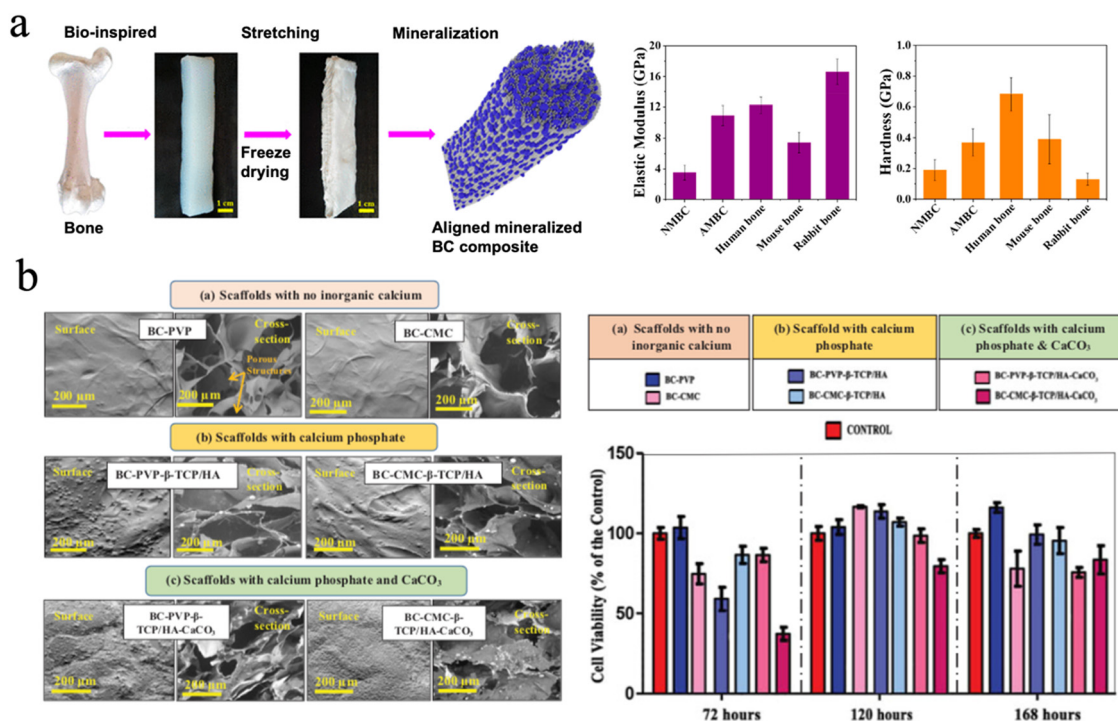 a
Bio-inspired
Stretching
Mineralization
Freeze
drying
1 cm
1 cm
Bone
Aligned mineralized
BC composite
Elastic Modulus (GPa)
20
16
12
8
4
0
NMBC
AMBC
Human bone
Mouse bone
Rabbit bone
Hardness (GPa)
1.0
0.8
0.6
0.4
0.2
0.0
NMBC
AMBC
Human bone
Mouse bone
Rabbit bone
b
(a) Scaffolds with no inorganic calcium
Surface
BC-PVP
Cross-
section
Porous
Structures
Surface
BC-CMC
Cross-
section
200 µm
200 µm
200 µm
200 µm
(b) Scaffolds with calcium phosphate
Surface
BC-PVP-β-TCP/HA
Cross-
section
Surface
BC-CMC-β-TCP/HA
Cross-
section
200 µm
200 µm
200 µm
200 µm
(c) Scaffolds with calcium phosphate and CaCO₃
Surface
BC-PVP-β-
TCP/HA-CaCO₃
Cross-
section
Surface
BC-CMC-β-
TCP/HA-CaCO₃
Cross-
section
200 µm
200 µm
200 µm
200 µm
(a) Scaffolds with no
inorganic calcium
BC-PVP
BC-CMC
(b) Scaffold with calcium
phosphate
BC-PVP-β-TCP/HA
BC-CMC-β-TCP/HA
(c) Scaffolds with calcium
phosphate & CaCO₃
BC-PVP-β-TCP/HA-CaCO₃
BC-CMC-β-TCP/HA-CaCO₃
CONTROL
Cell Viability (% of the Control)
150
100
50
0
72 hours
120 hours
168 hours